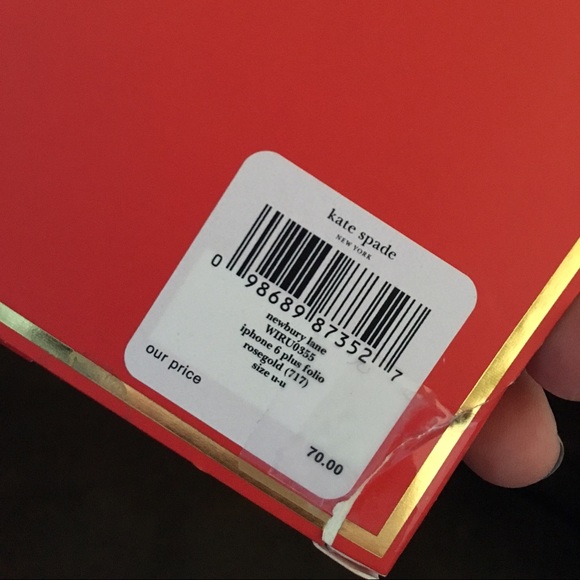 kate spade
NEW YORK
0 98689 87352 7
newbury lane
WIRU0355
iphone 6 plus folio
rosegold (717)
size u-u
our price
70.00